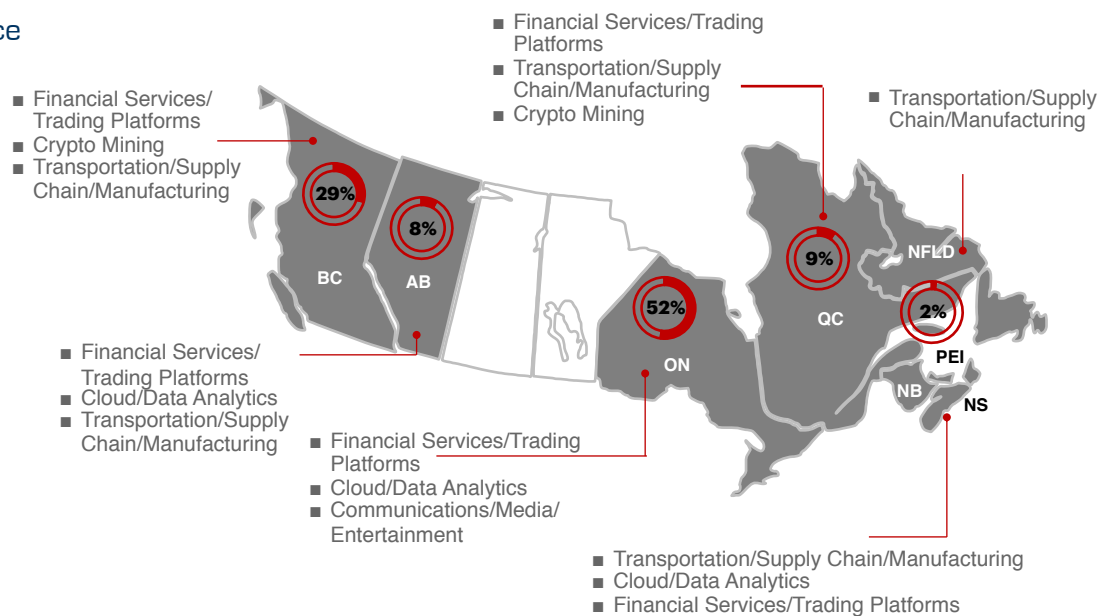 ■ Financial Services/Trading
Platforms
■ Transportation/Supply
Chain/Manufacturing
■ Crypto Mining
■ Financial Services/
Trading Platforms
■ Crypto Mining
■ Transportation/Supply
Chain/Manufacturing
■ Transportation/Supply
Chain/Manufacturing
29%
BC
8%
AB
52%
ON
9%
QC
NFLD
2%
PEI
NB
NS
■ Financial Services/
Trading Platforms
■ Cloud/Data Analytics
■ Transportation/Supply
Chain/Manufacturing
■ Financial Services/Trading
Platforms
■ Cloud/Data Analytics
■ Communications/Media/
Entertainment
■ Transportation/Supply Chain/Manufacturing
■ Cloud/Data Analytics
■ Financial Services/Trading Platforms